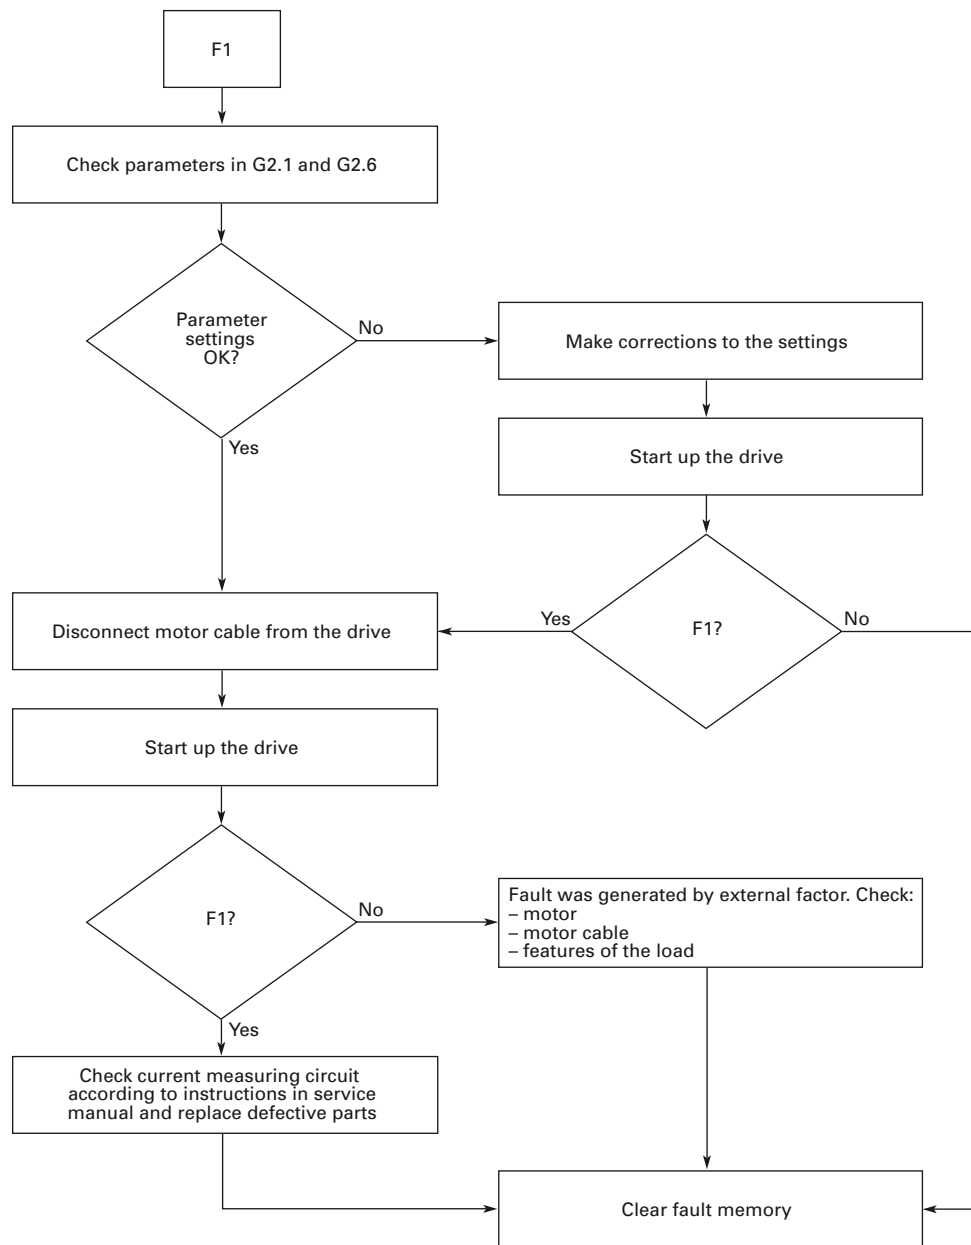 F1
Check parameters in G2.1 and G2.6
Parameter
settings
OK?
No
Make corrections to the settings
Yes
Start up the drive
Disconnect motor cable from the drive
Yes
F1?
No
Start up the drive
F1?
No
Fault was generated by external factor. Check:
– motor
– motor cable
– features of the load
Yes
Check current measuring circuit
according to instructions in service
manual and replace defective parts
Clear fault memory